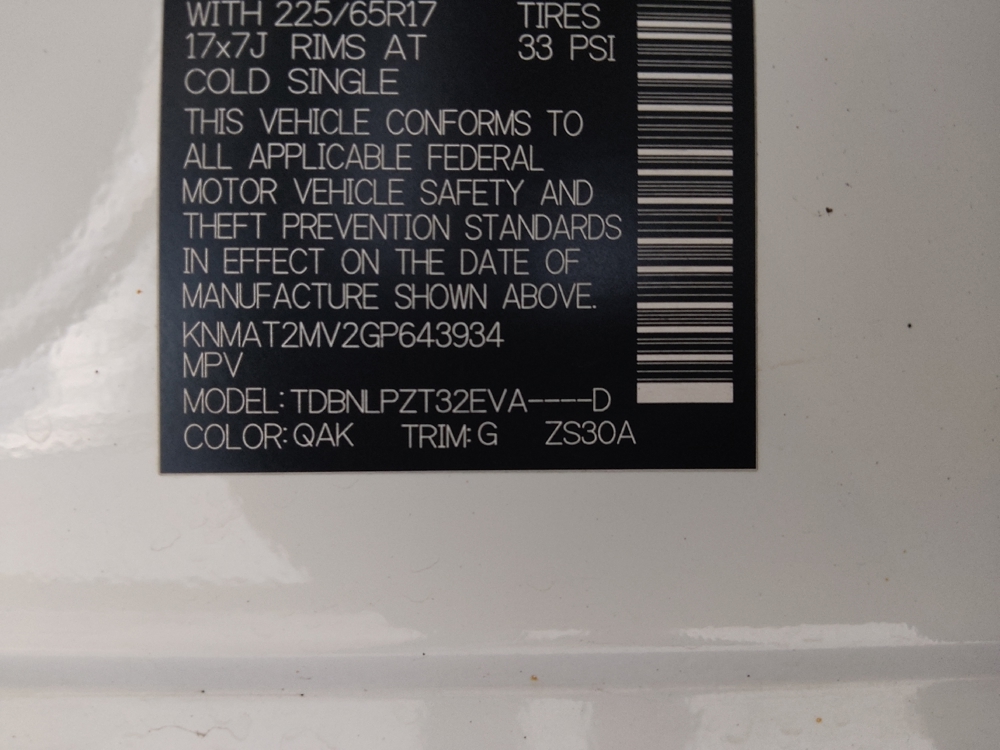 WITH 225/65R17 TIRES
17x7J RIMS AT 33 PSI
COLD SINGLE
THIS VEHICLE CONFORMS TO
ALL APPLICABLE FEDERAL
MOTOR VEHICLE SAFETY AND
THEFT PREVENTION STANDARDS
IN EFFECT ON THE DATE OF
MANUFACTURE SHOWN ABOVE.
KNMAT2MV2GP643934
MPV
MODEL: TDBNLPZT32EVA----D
COLOR: QAK TRIM: G ZS30A